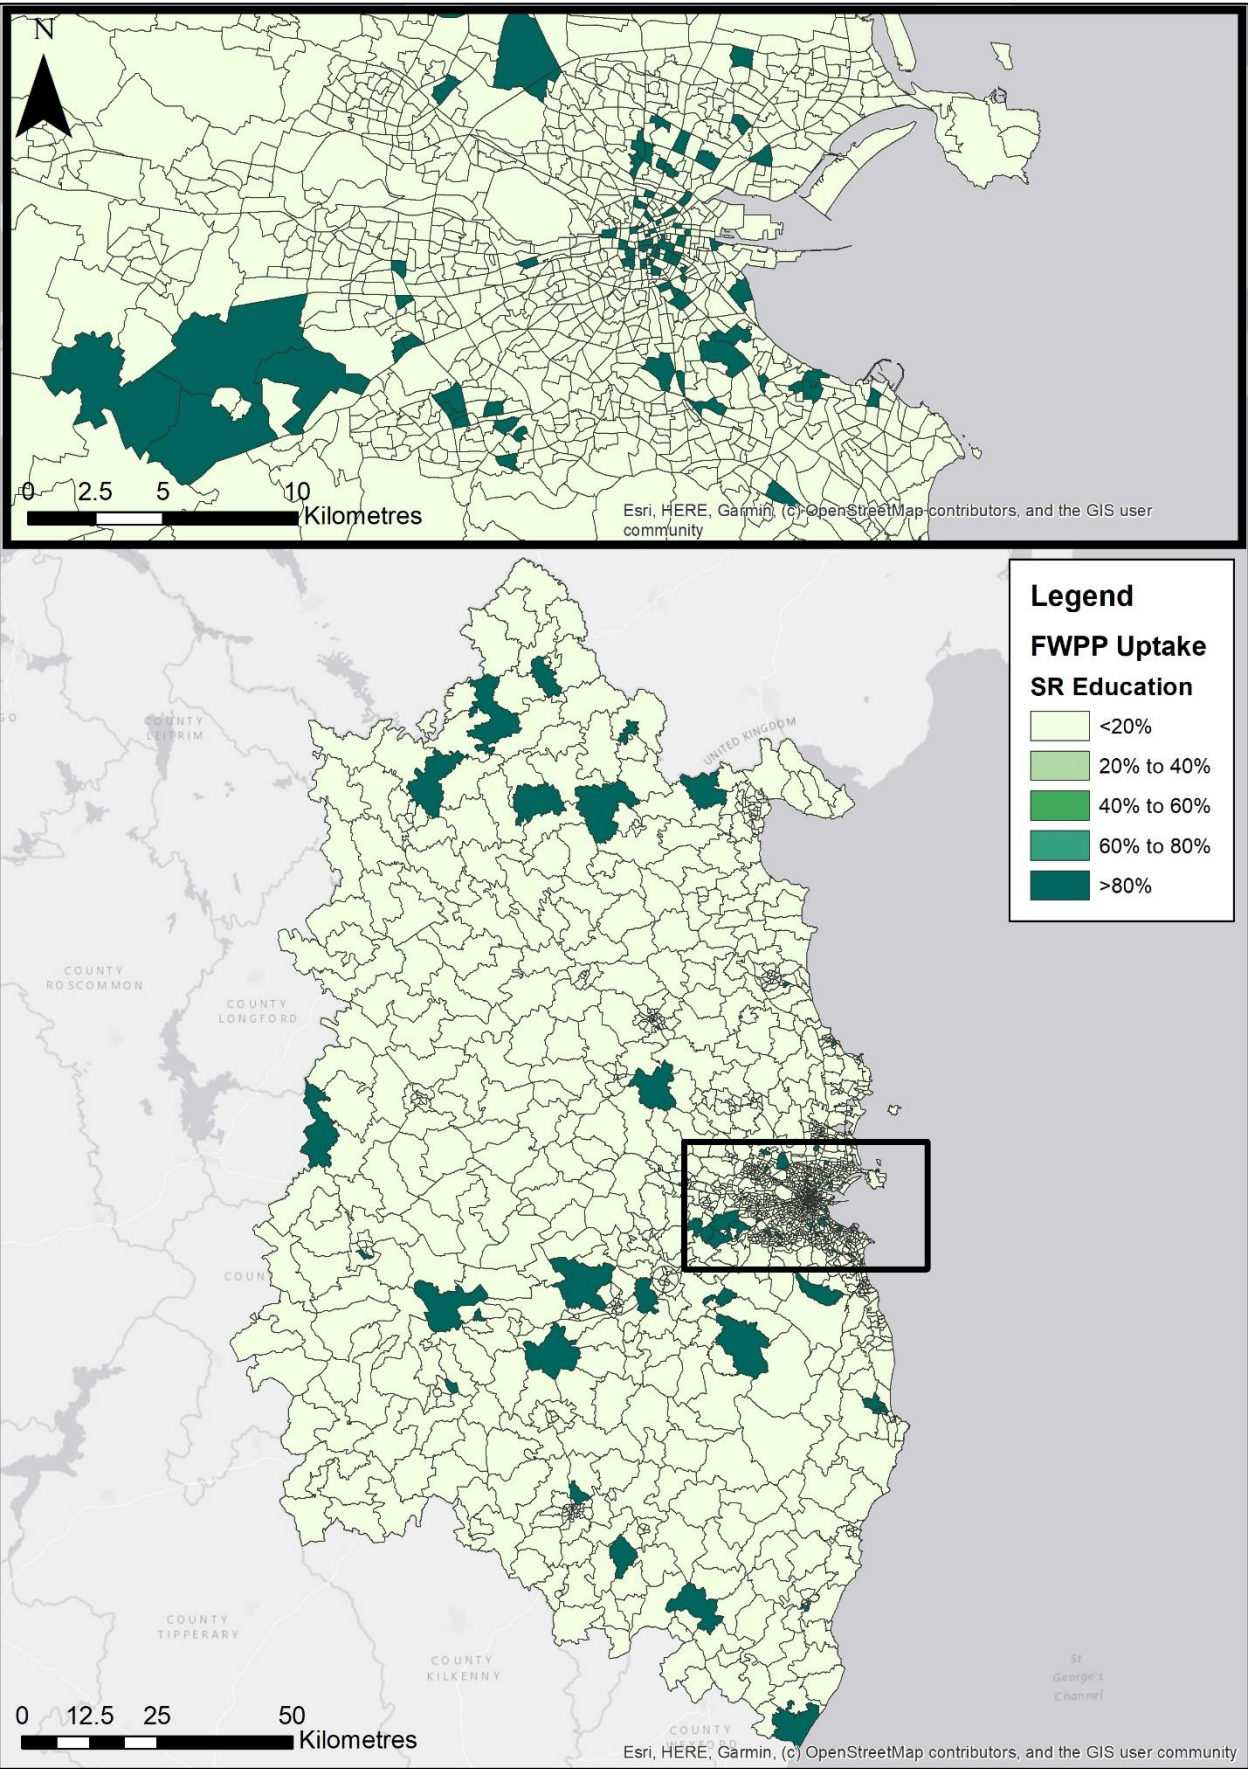 N
0 2.5 5 10
Kilometres
Esri, HERE, Garmin, (c) OpenStreetMap contributors, and the GIS user
community
Legend
FWPP Uptake
SR Education
<20%
20% to 40%
40% to 60%
60% to 80%
>80%
COUNTY
LEITRIM
UNITED KINGDOM
COUNTY
ROSCOMMON
COUNTY
LONGFORD
COUN
COUNTY
TIPPERARY
COUNTY
KILKENNY
St
George's
Channel
COUNTY
WEXFORD
0 12.5 25 50
Kilometres
Esri, HERE, Garmin, (c) OpenStreetMap contributors, and the GIS user community